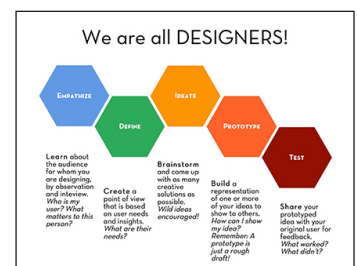 We are all DESIGNERS!
EMPATHIZE
DEFINE
IDEATE
PROTOTYPE
TEST
Learn about
the audience
for whom you
are designing,
by observation
and interview.
Who is my
user? What
matters to this
person?
Create a
point of view
that is based
on user needs
and insights.
What are their
needs?
Brainstorm
and come up
with as many
creative
solutions as
possible.
Wild ideas
encouraged!
Build a
representation
of one or more
of your ideas to
show to others.
How can I show
my idea?
Remember: A
prototype is
just a rough
draft!
Share your
prototyped
idea with your
original user for
feedback.
What worked?
What didn't?